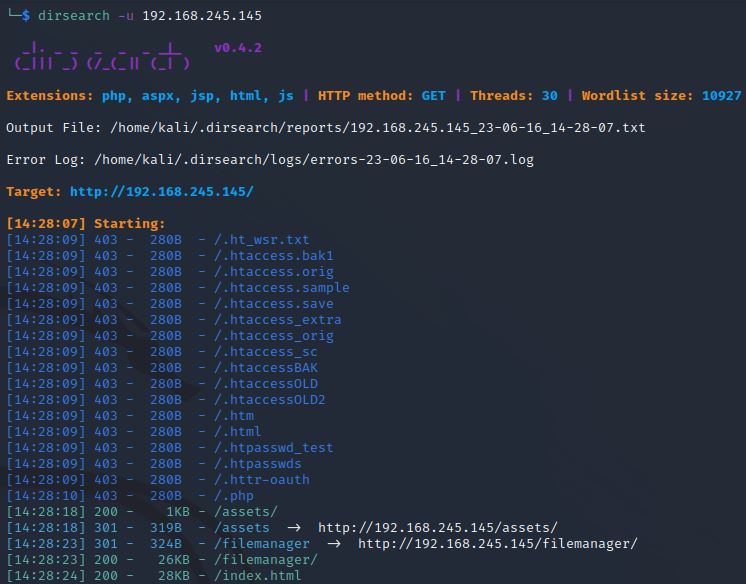 └─$ dirsearch -u 192.168.245.145
  _|. _ _  _  _  _ _|_    v0.4.2
 (_||| _) (/_(_|| (_| )
Extensions: php, aspx, jsp, html, js | HTTP method: GET | Threads: 30 | Wordlist size: 10927
Output File: /home/kali/.dirsearch/reports/192.168.245.145_23-06-16_14-28-07.txt
Error Log: /home/kali/.dirsearch/logs/errors-23-06-16_14-28-07.log
Target: http://192.168.245.145/
[14:28:07] Starting:
[14:28:09] 403 -  280B  - /.ht_wsr.txt
[14:28:09] 403 -  280B  - /.htaccess.bak1
[14:28:09] 403 -  280B  - /.htaccess.orig
[14:28:09] 403 -  280B  - /.htaccess.sample
[14:28:09] 403 -  280B  - /.htaccess.save
[14:28:09] 403 -  280B  - /.htaccess_extra
[14:28:09] 403 -  280B  - /.htaccess_orig
[14:28:09] 403 -  280B  - /.htaccess_sc
[14:28:09] 403 -  280B  - /.htaccessBAK
[14:28:09] 403 -  280B  - /.htaccessOLD
[14:28:09] 403 -  280B  - /.htaccessOLD2
[14:28:09] 403 -  280B  - /.htm
[14:28:09] 403 -  280B  - /.html
[14:28:09] 403 -  280B  - /.htpasswd_test
[14:28:09] 403 -  280B  - /.htpasswds
[14:28:09] 403 -  280B  - /.httr-oauth
[14:28:10] 403 -  280B  - /.php
[14:28:18] 200 -    1KB - /assets/
[14:28:18] 301 -  319B  - /assets  →  http://192.168.245.145/assets/
[14:28:23] 301 -  324B  - /filemanager  →  http://192.168.245.145/filemanager/
[14:28:23] 200 -   26KB - /filemanager/
[14:28:24] 200 -   28KB - /index.html